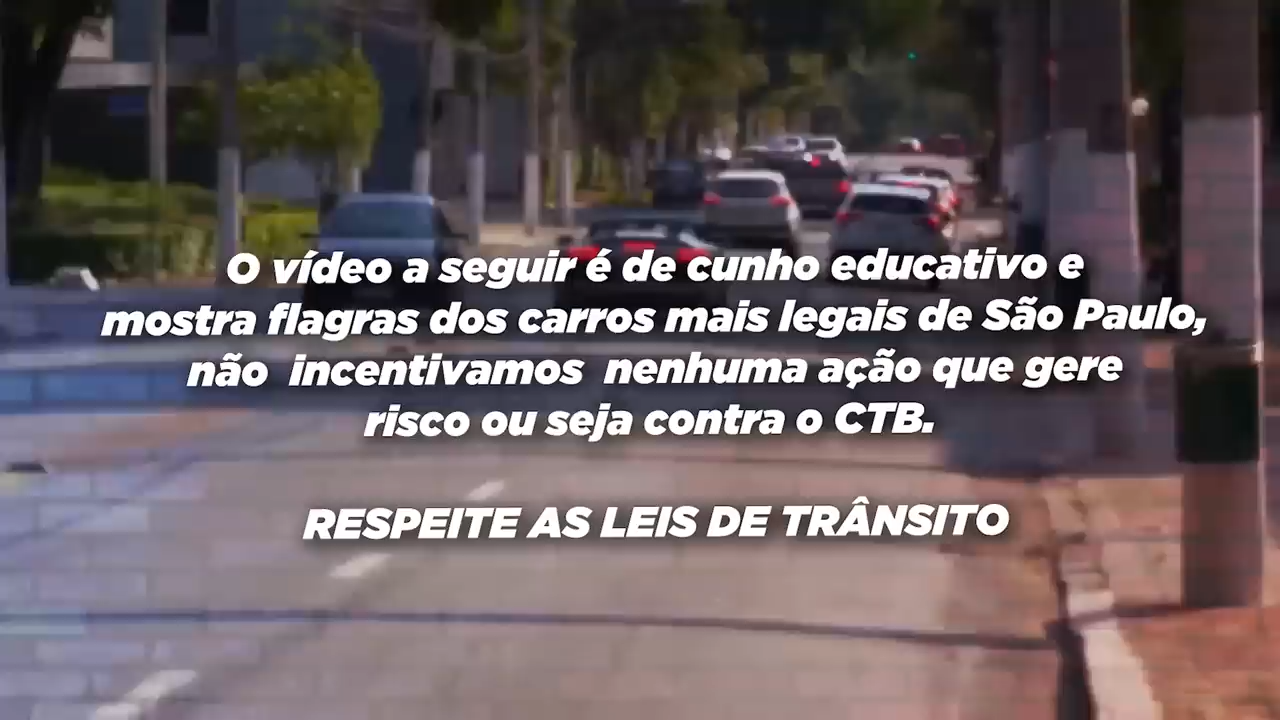 O vídeo a seguir é de cunho educativo e
mostra flagras dos carros mais legais de São Paulo,
não incentivamos nenhuma ação que gere
risco ou seja contra o CTB.
RESPEITE AS LEIS DE TRÂNSITO